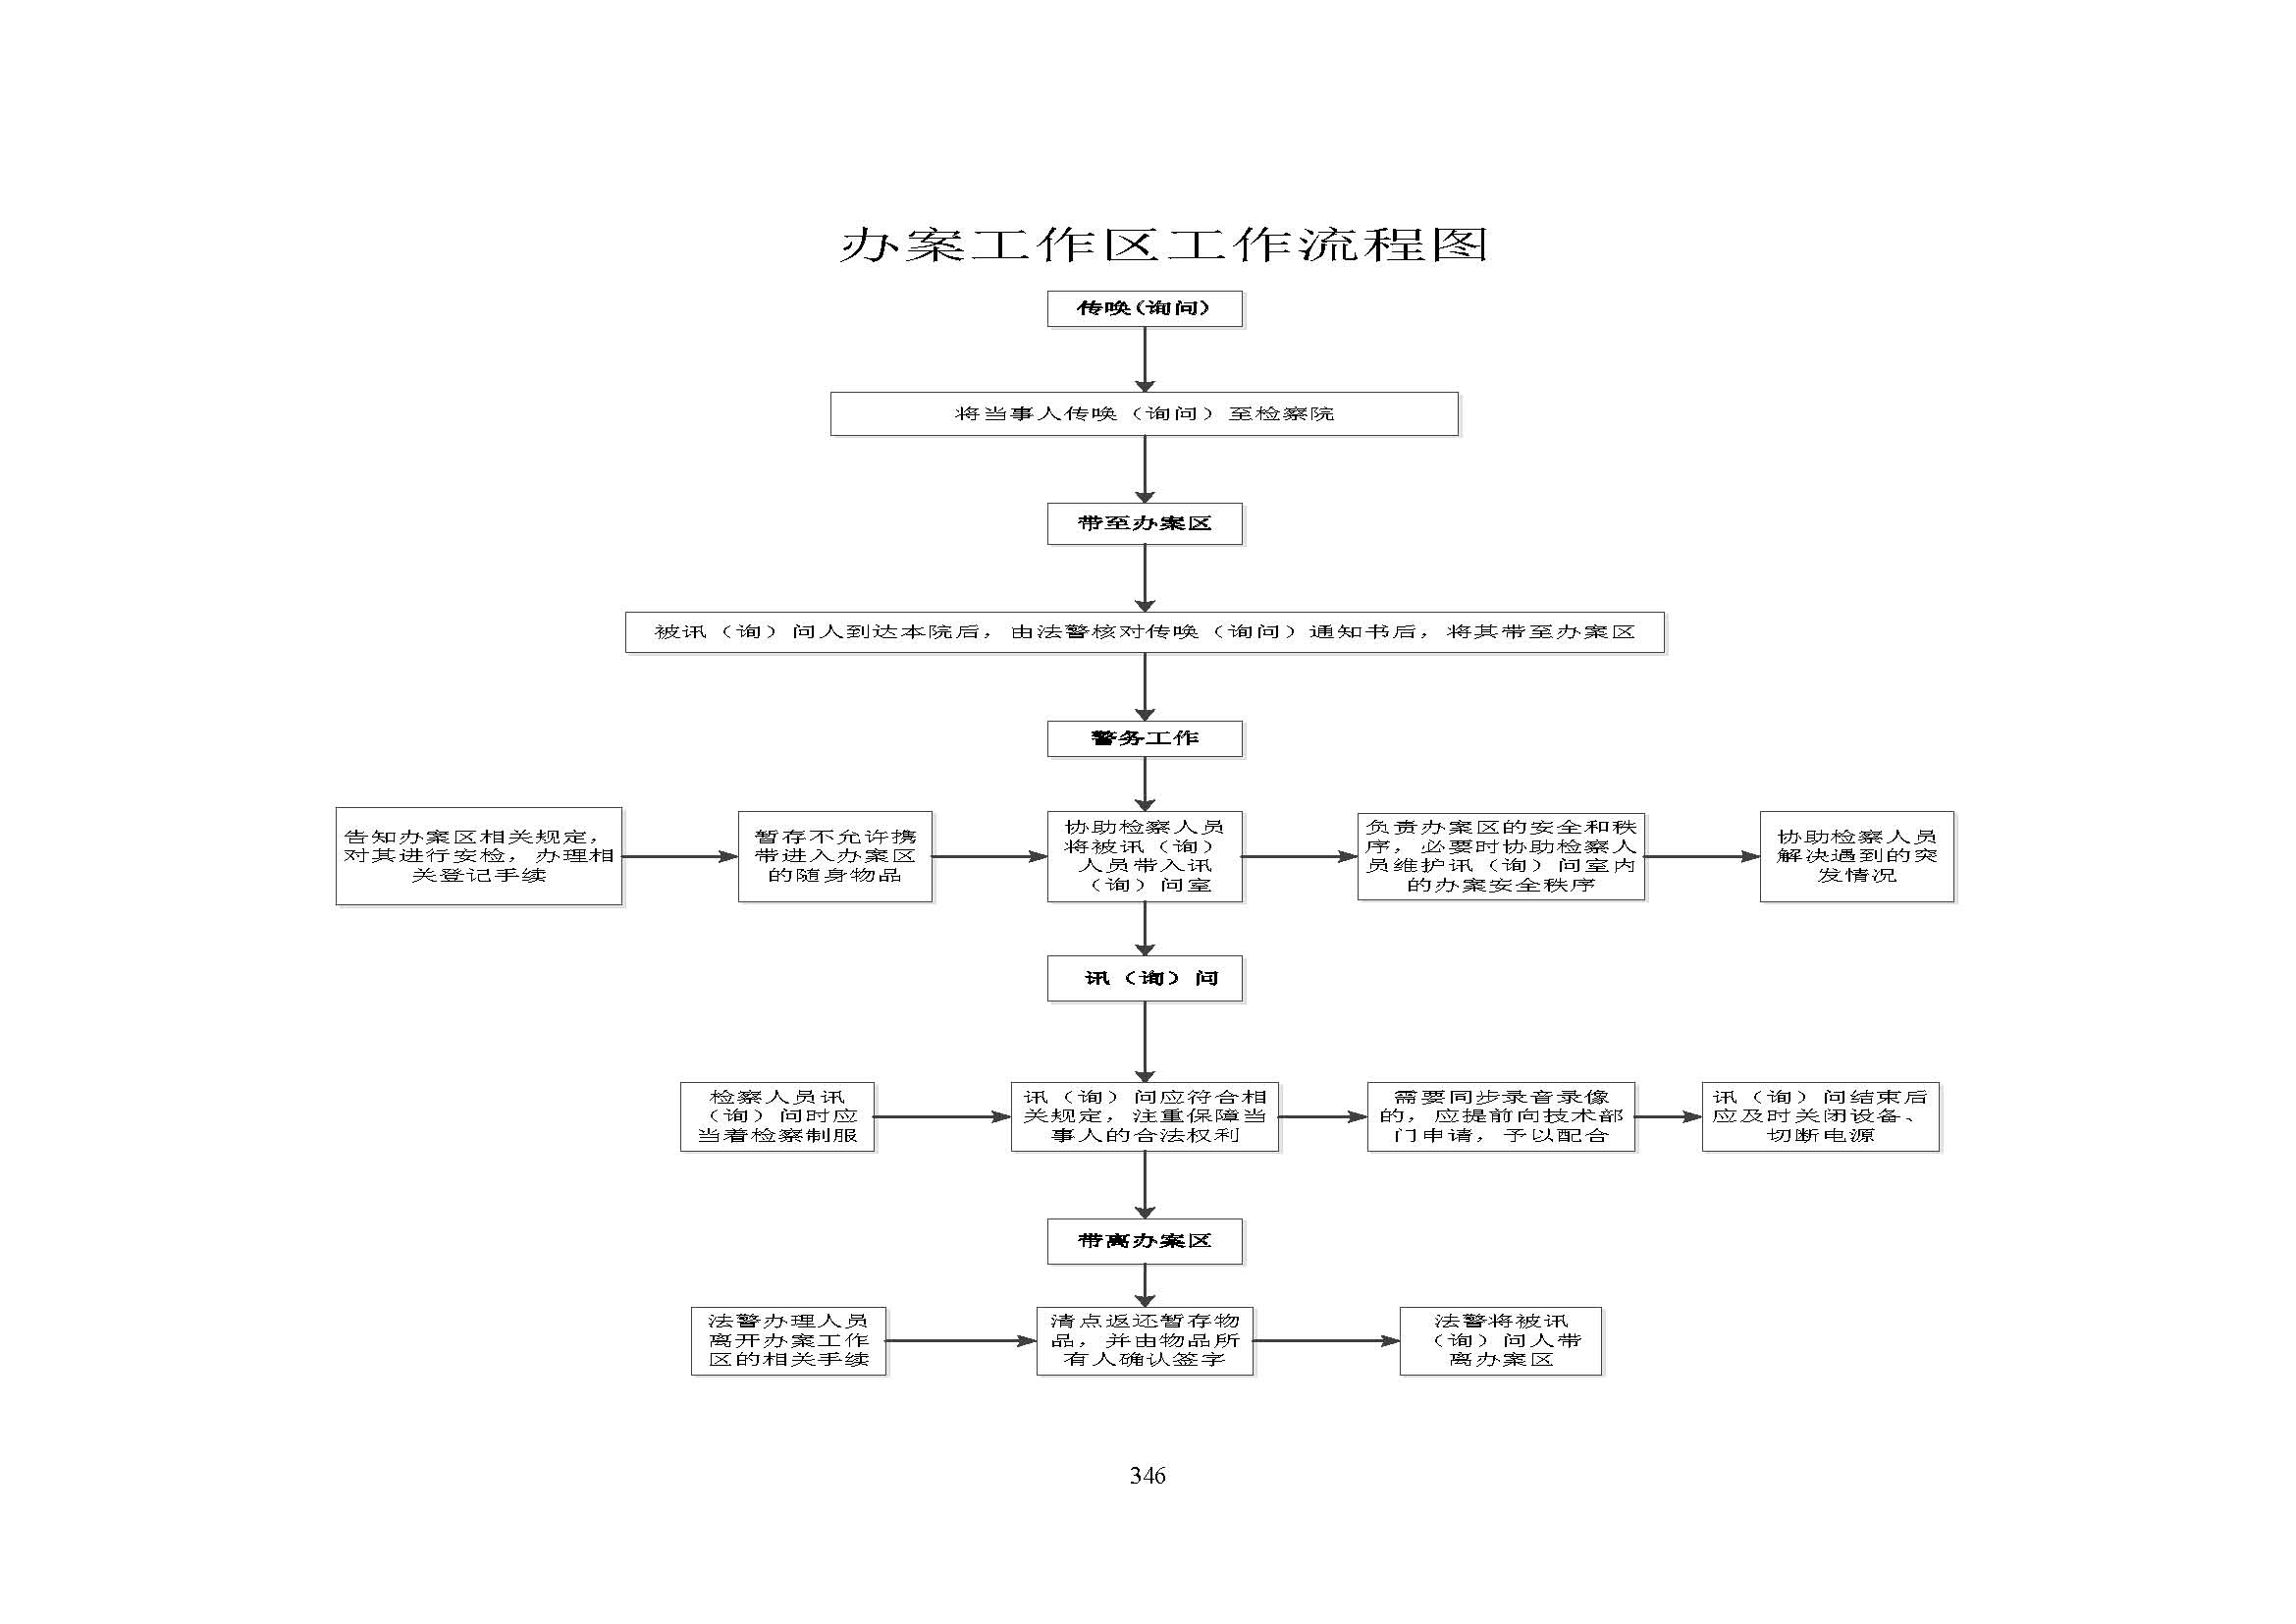 办案工作区工作流程图
传唤(询问)
将当事人传唤（询问）至检察院
带至办案区
被讯（询）问人到达本院后，由法警核对传唤（询问）通知书后，将其带至办案区
警务工作
告知办案区相关规定，
对其进行安检，办理相
关登记手续
暂存不允许携
带进入办案区
的随身物品
协助检察人员
将被讯（询）
人员带入讯
（询）问室
负责办案区的安全和秩
序，必要时协助检察人
员维护讯（询）问室内
的办案安全秩序
协助检察人员
解决遇到的突
发情况
讯（询）问
检察人员讯
（询）问时应
当着检察制服
讯（询）问应符合相
关规定，注重保障当
事人的合法权利
需要同步录音录像
的，应提前向技术部
门申请，予以配合
讯（询）问结束后
应及时关闭设备、
切断电源
带离办案区
法警办理人员
离开办案工作
区的相关手续
清点返还暂存物
品，并由物品所
有人确认签字
法警将被讯
（询）问人带
离办案区
346